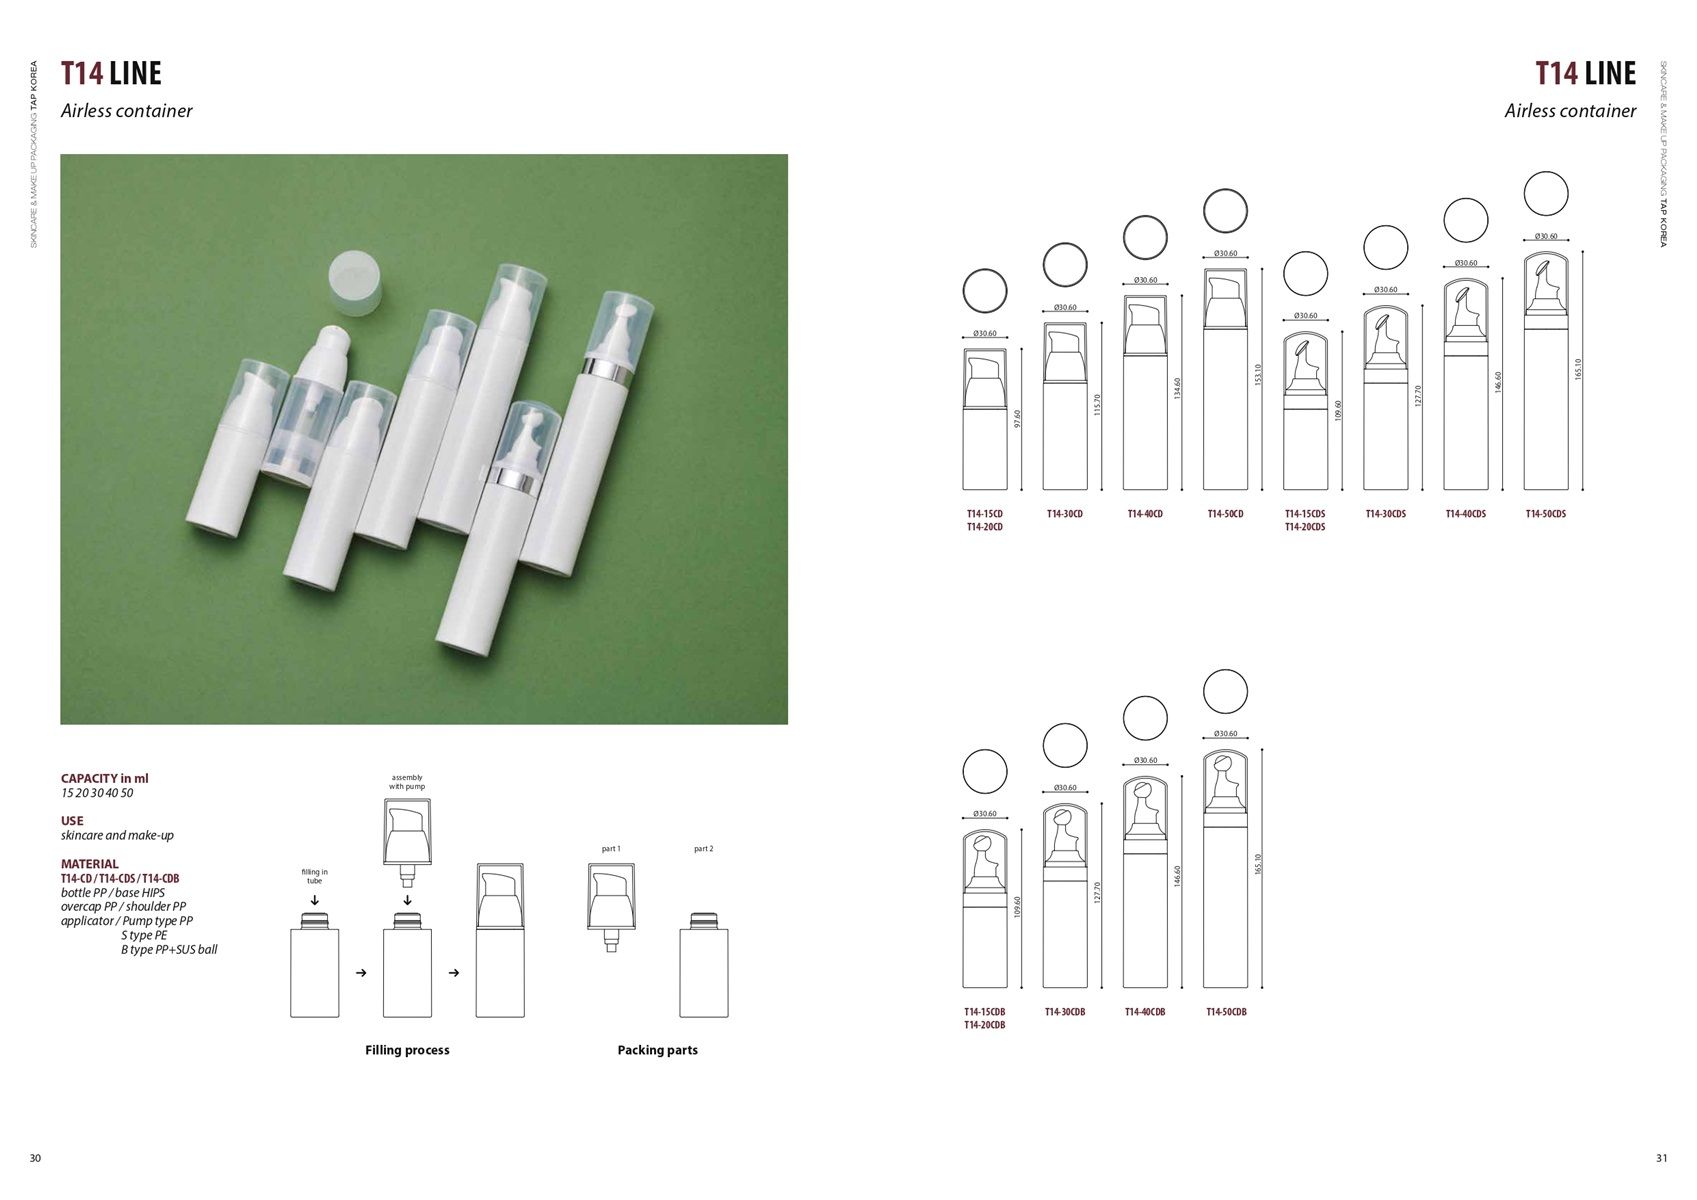 SKINCARE & MAKE UP PACKAGING TAP KOREA
T14 LINE
Airless container
CAPACITY in ml
15 20 30 40 50
USE
skincare and make-up
MATERIAL
T14-CD / T14-CDS / T14-CDB
bottle PP / base HIPS
overcap PP / shoulder PP
applicator / Pump type PP
S type PE
B type PP+SUS ball
filling in
tube
assembly
with pump
Filling process
part 1
part 2
Packing parts
30
T14 LINE
Airless container
SKINCARE & MAKE UP PACKAGING TAP KOREA
Ø30.60
97.60
T14-15CD
T14-20CD
Ø30.60
115.70
T14-30CD
Ø30.60
134.60
T14-40CD
Ø30.60
153.10
T14-50CD
Ø30.60
109.60
T14-15CDS
T14-20CDS
Ø30.60
127.70
T14-30CDS
Ø30.60
146.60
T14-40CDS
Ø30.60
165.10
T14-50CDS
Ø30.60
109.60
T14-15CDB
T14-20CDB
Ø30.60
127.70
T14-30CDB
Ø30.60
146.60
T14-40CDB
Ø30.60
165.10
T14-50CDB
31